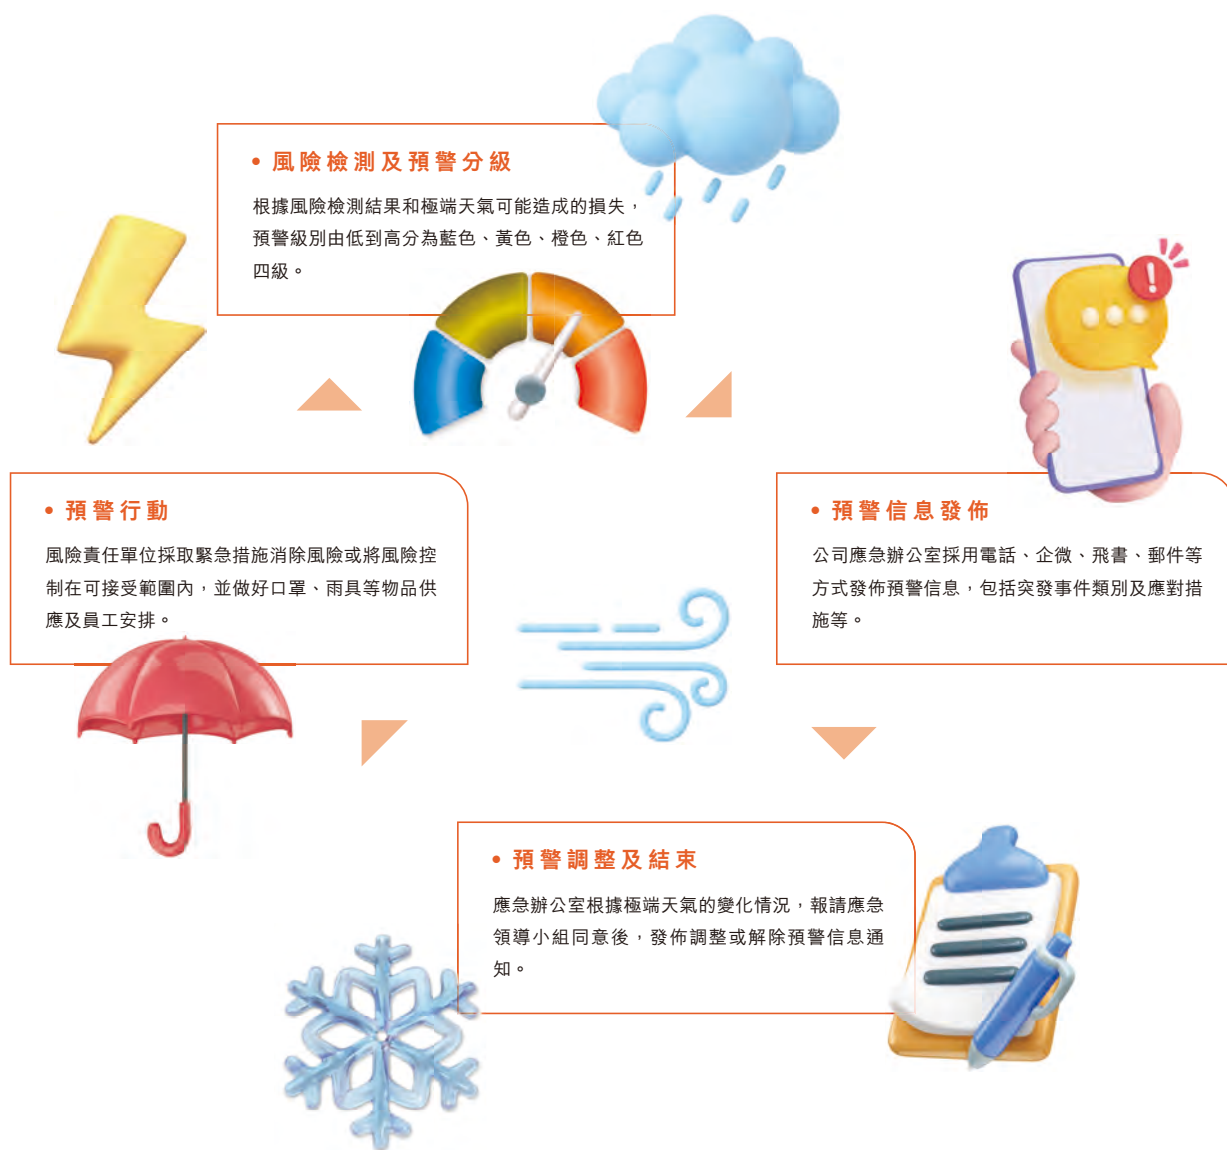 • 風險檢測及預警分級
根據風險檢測結果和極端天氣可能造成的損失，
預警級別由低到高分為藍色、黃色、橙色、紅色
四級。
• 預警行動
風險責任單位採取緊急措施消除風險或將風險控
制在可接受範圍內，並做好口罩、雨具等物品供
應及員工安排。
• 預警信息發佈
公司應急辦公室採用電話、企微、飛書、郵件等
方式發佈預警信息，包括突發事件類別及應對措
施等。
• 預警調整及結束
應急辦公室根據極端天氣的變化情況，報請應急
領導小組同意後，發佈調整或解除預警信息通
知。